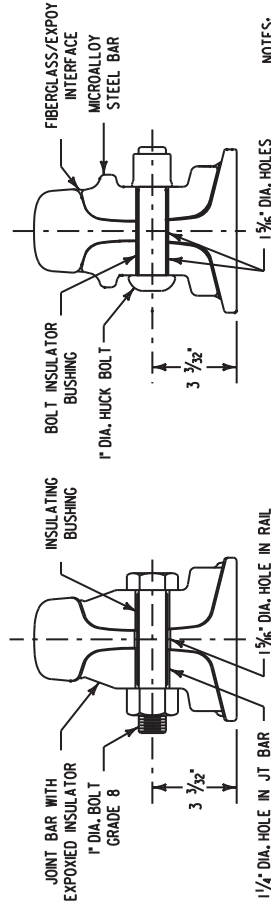 JOINT BAR WITH
EXPOXIED INSULATOR
1" DIA. BOLT
GRADE 8
INSULATING
BUSHING
3 3/32"
1 1/4" DIA. HOLE IN JT BAR
1 5/16" DIA. HOLE IN RAIL
BOLT INSULATOR
BUSHING
1" DIA. HUCK BOLT
FIBERGLASS/EXPOY
INTERFACE
MICROALLOY
STEEL BAR
3 3/32"
1 5/16" DIA. HOLES
NOTES: